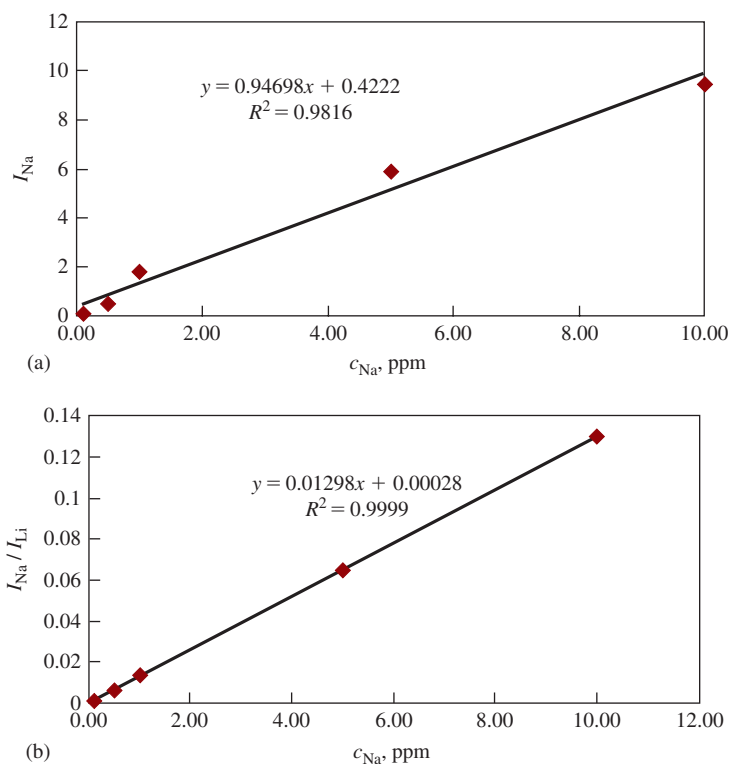 12
10
8
6
4
2
0
I_Na
y = 0.94698x + 0.4222
R² = 0.9816
0.00 2.00 4.00 6.00 8.00 10.00
(a)
c_Na, ppm
0.14
0.12
0.1
0.08
0.06
0.04
0.02
0
I_Na / I_Li
y = 0.01298x + 0.00028
R² = 0.9999
0.00 2.00 4.00 6.00 8.00 10.00 12.00
(b)
c_Na, ppm